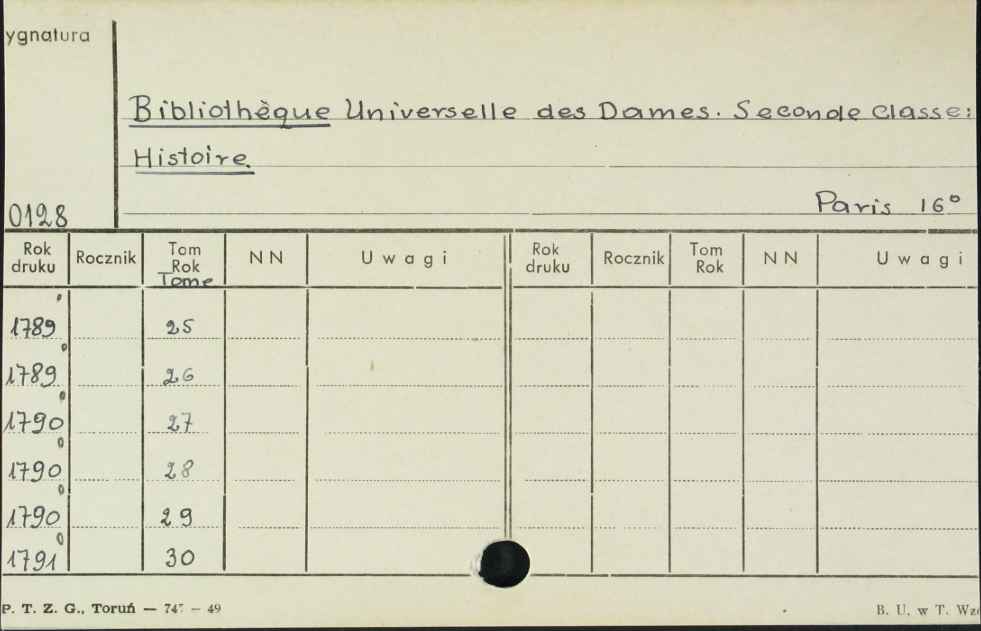 ygnatura
Bibliothèque Universelle des Dames. Seconde Classe:
Histoire.
Paris 16°
0128
Rok druku Rocznik Tom Rok Tome NN Uwagi Rok druku Rocznik Tom Rok NN Uwagi
1789 25
1789 26
1790 27
1790 28
1790 29
1791 30
P. T. Z. G., Toruń — 74 — 49
B. U. w T.